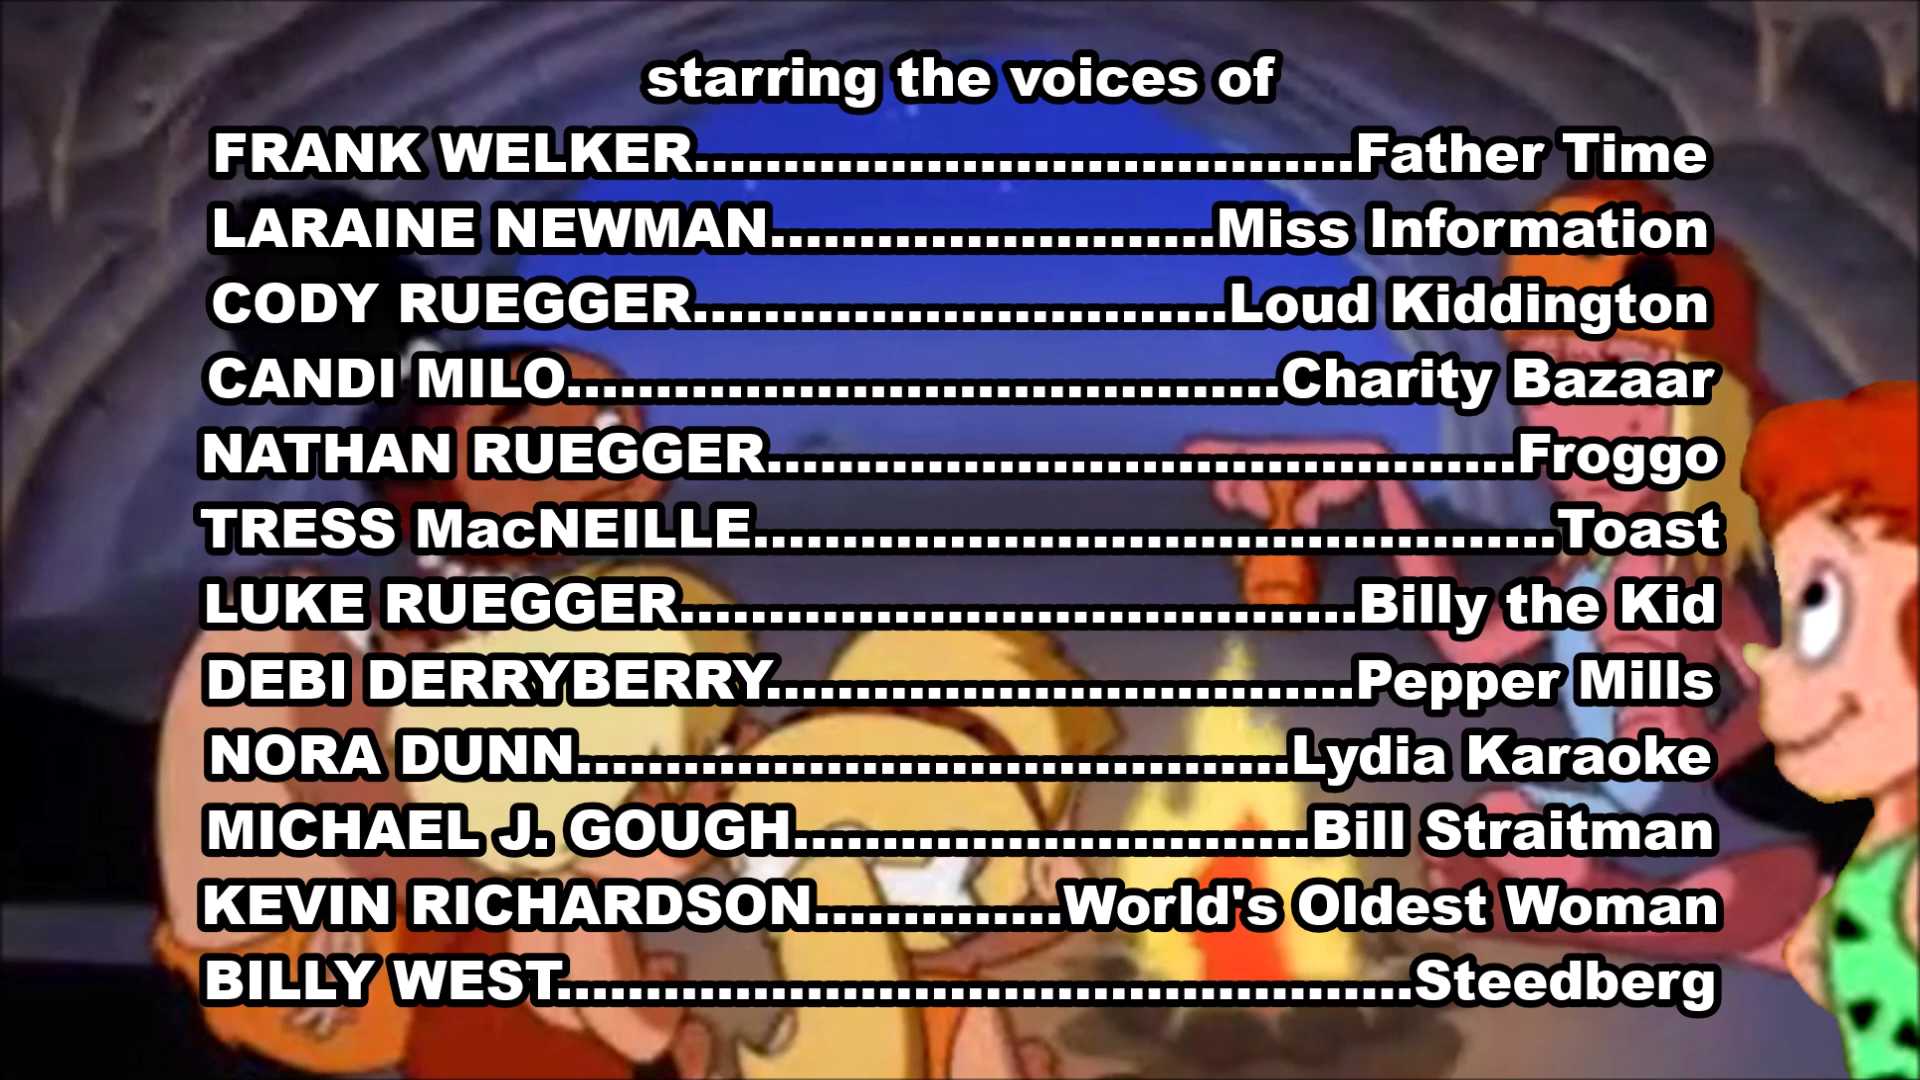 starring the voices of
FRANK WELKER.....................................Father Time
LARAINE NEWMAN.........................Miss Information
CODY RUEGGER..............................Loud Kiddington
CANDI MILO........................................Charity Bazaar
NATHAN RUEGGER..........................................Froggo
TRESS MacNEILLE.............................................Toast
LUKE RUEGGER......................................Billy the Kid
DEBI DERRYBERRY.................................Pepper Mills
NORA DUNN........................................Lydia Karaoke
MICHAEL J. GOUGH.............................Bill Straitman
KEVIN RICHARDSON..............World's Oldest Woman
BILLY WEST................................................Steedberg